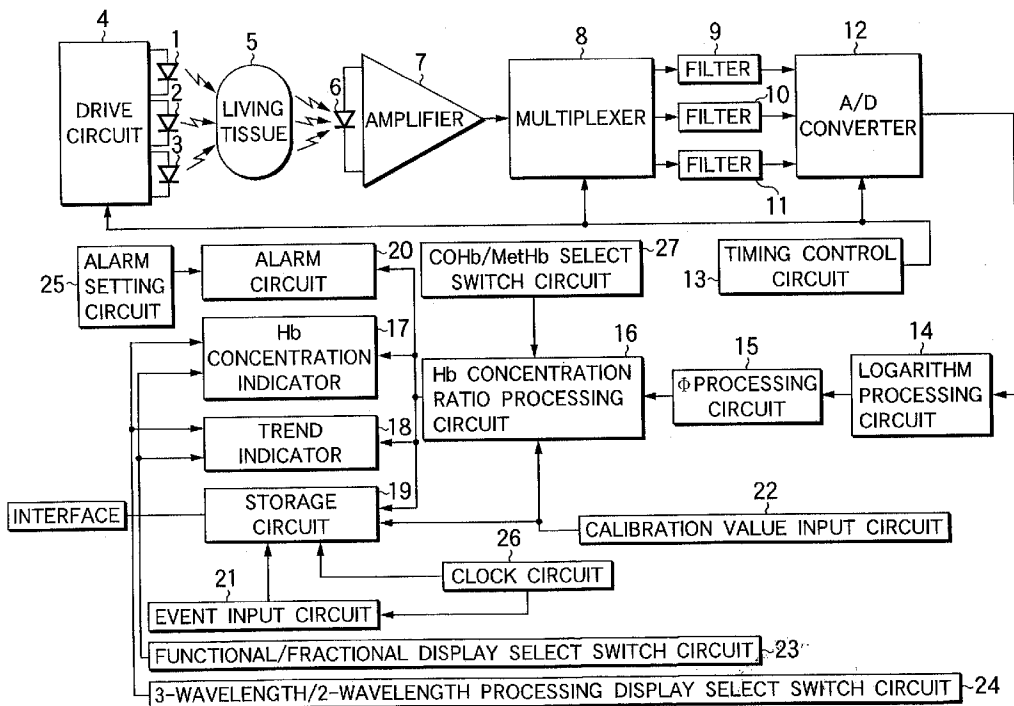 4
1
2
3
DRIVE
CIRCUIT
5
LIVING
TISSUE
6
7
AMPLIFIER
8
MULTIPLEXER
9
FILTER
10
FILTER
FILTER
11
12
A/D
CONVERTER
TIMING CONTROL
CIRCUIT
13
25
ALARM
SETTING
CIRCUIT
20
ALARM
CIRCUIT
27
COHb/MetHb SELECT
SWITCH CIRCUIT
17
Hb
CONCENTRATION
INDICATOR
16
Hb CONCENTRATION
RATIO PROCESSING
CIRCUIT
15
Φ PROCESSING
CIRCUIT
14
LOGARITHM
PROCESSING
CIRCUIT
18
TREND
INDICATOR
19
STORAGE
CIRCUIT
INTERFACE
22
CALIBRATION VALUE INPUT CIRCUIT
26
CLOCK CIRCUIT
21
EVENT INPUT CIRCUIT
FUNCTIONAL/FRACTIONAL DISPLAY SELECT SWITCH CIRCUIT
23
3-WAVELENGTH/2-WAVELENGTH PROCESSING DISPLAY SELECT SWITCH CIRCUIT
24